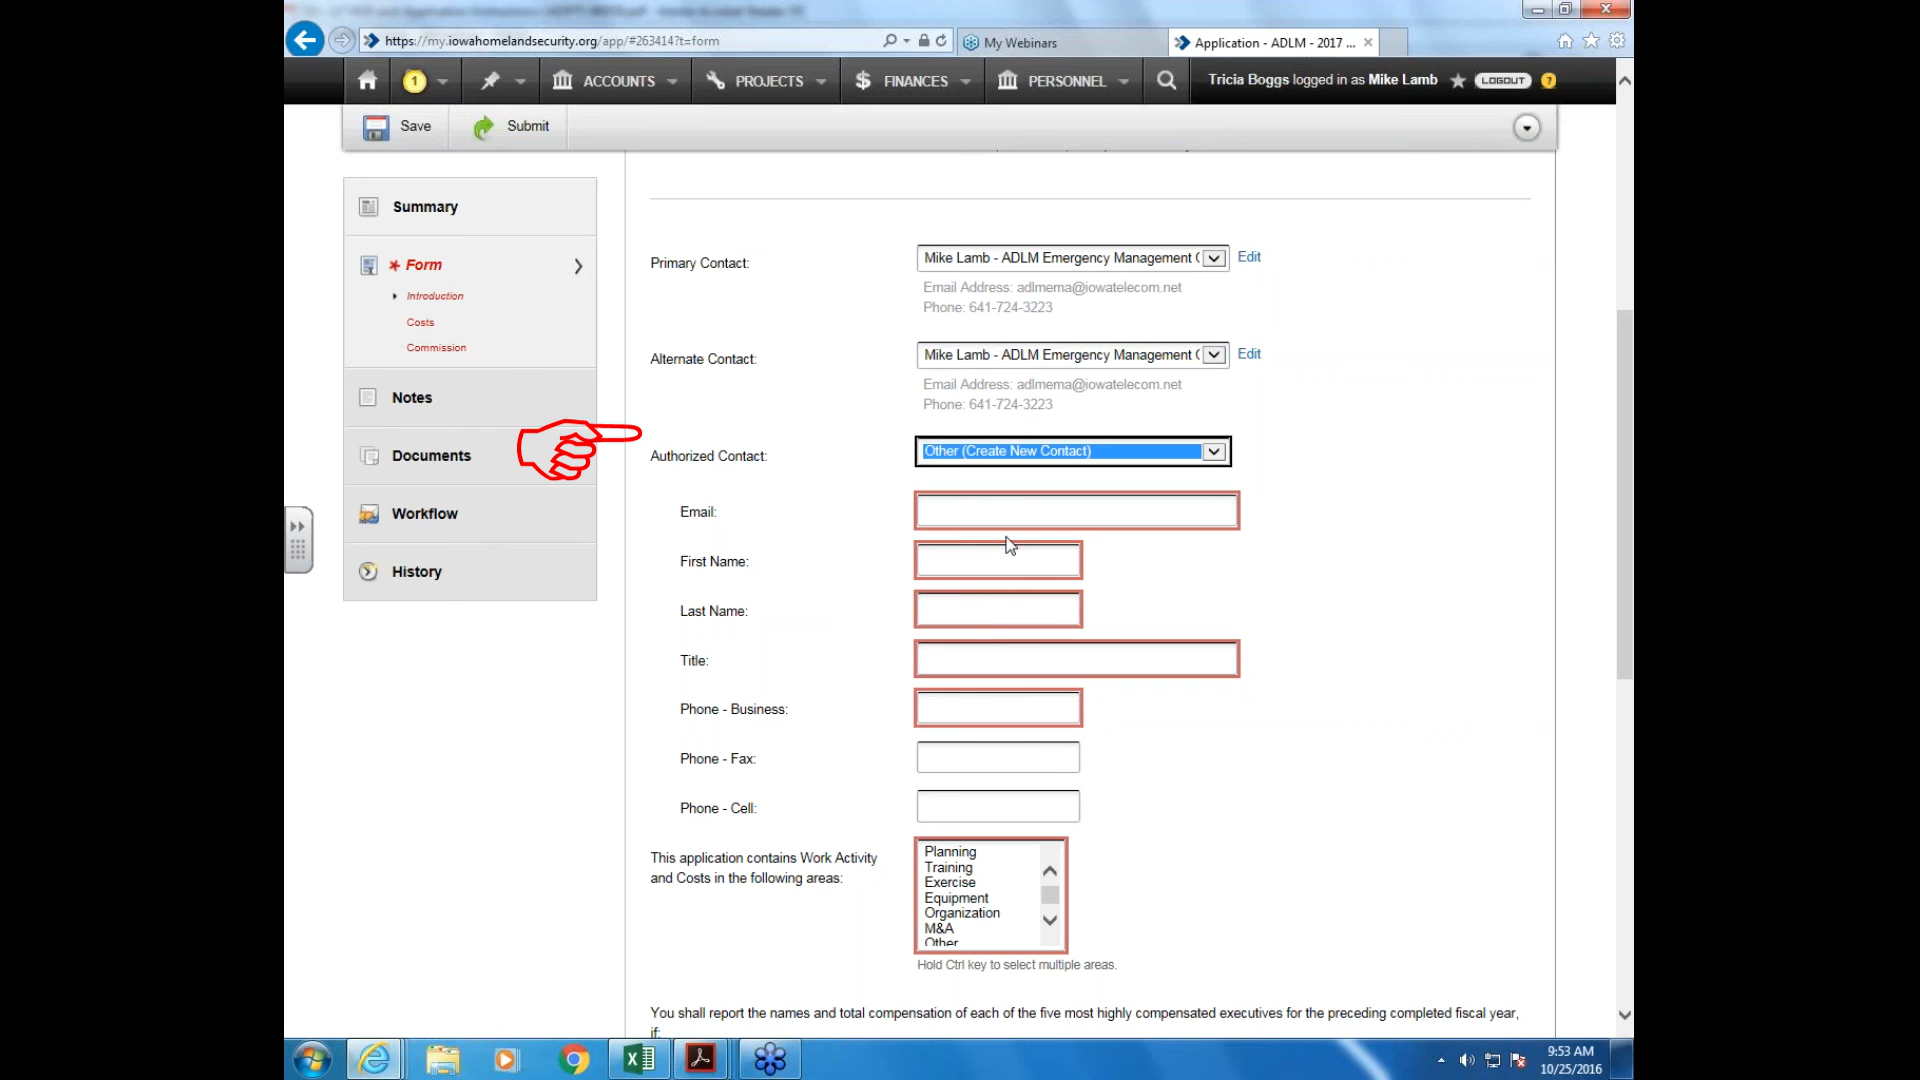 https://my.iowahomelandsecurity.org/app/#263414?t=form
My Webinars
Application - ADLM - 2017 ...
1
ACCOUNTS
PROJECTS
$ FINANCES
PERSONNEL
Tricia Boggs logged in as Mike Lamb
LOGOUT
?
Save
Submit
Summary
* Form
Introduction
Costs
Commission
Notes
Documents
Workflow
History
Primary Contact:
Mike Lamb - ADLM Emergency Management
Edit
Email Address: adlmema@iowatelecom.net
Phone: 641-724-3223
Alternate Contact:
Mike Lamb - ADLM Emergency Management
Edit
Email Address: adlmema@iowatelecom.net
Phone: 641-724-3223
Authorized Contact:
Other (Create New Contact)
Email:
First Name:
Last Name:
Title:
Phone - Business:
Phone - Fax:
Phone - Cell:
This application contains Work Activity
and Costs in the following areas:
Planning
Training
Exercise
Equipment
Organization
M&A
Other
Hold Ctrl key to select multiple areas.
You shall report the names and total compensation of each of the five most highly compensated executives for the preceding completed fiscal year,
if:
9:53 AM
10/25/2016